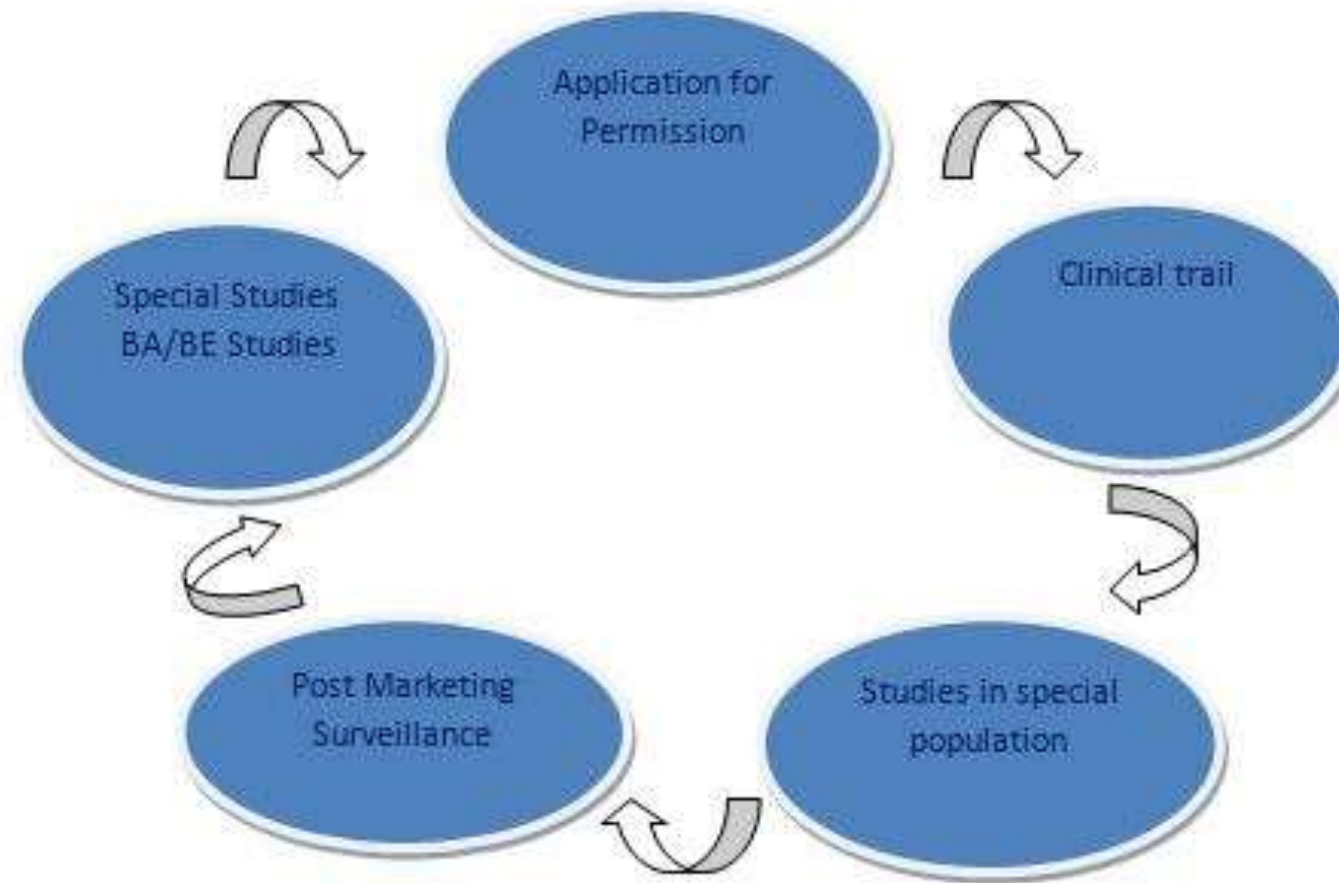 Application for
Permission
Clinical trail
Studies in special
population
Post Marketing
Surveillance
Special Studies
BA/BE Studies